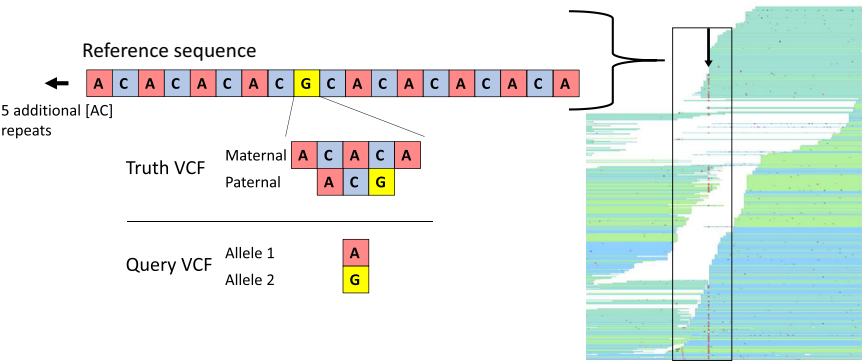 Reference sequence
A C A C A C A C G C A C A C A C A C A
5 additional [AC]
repeats
Truth VCF
Maternal A C A C A
Paternal A C G
Query VCF
Allele 1 A
Allele 2 G